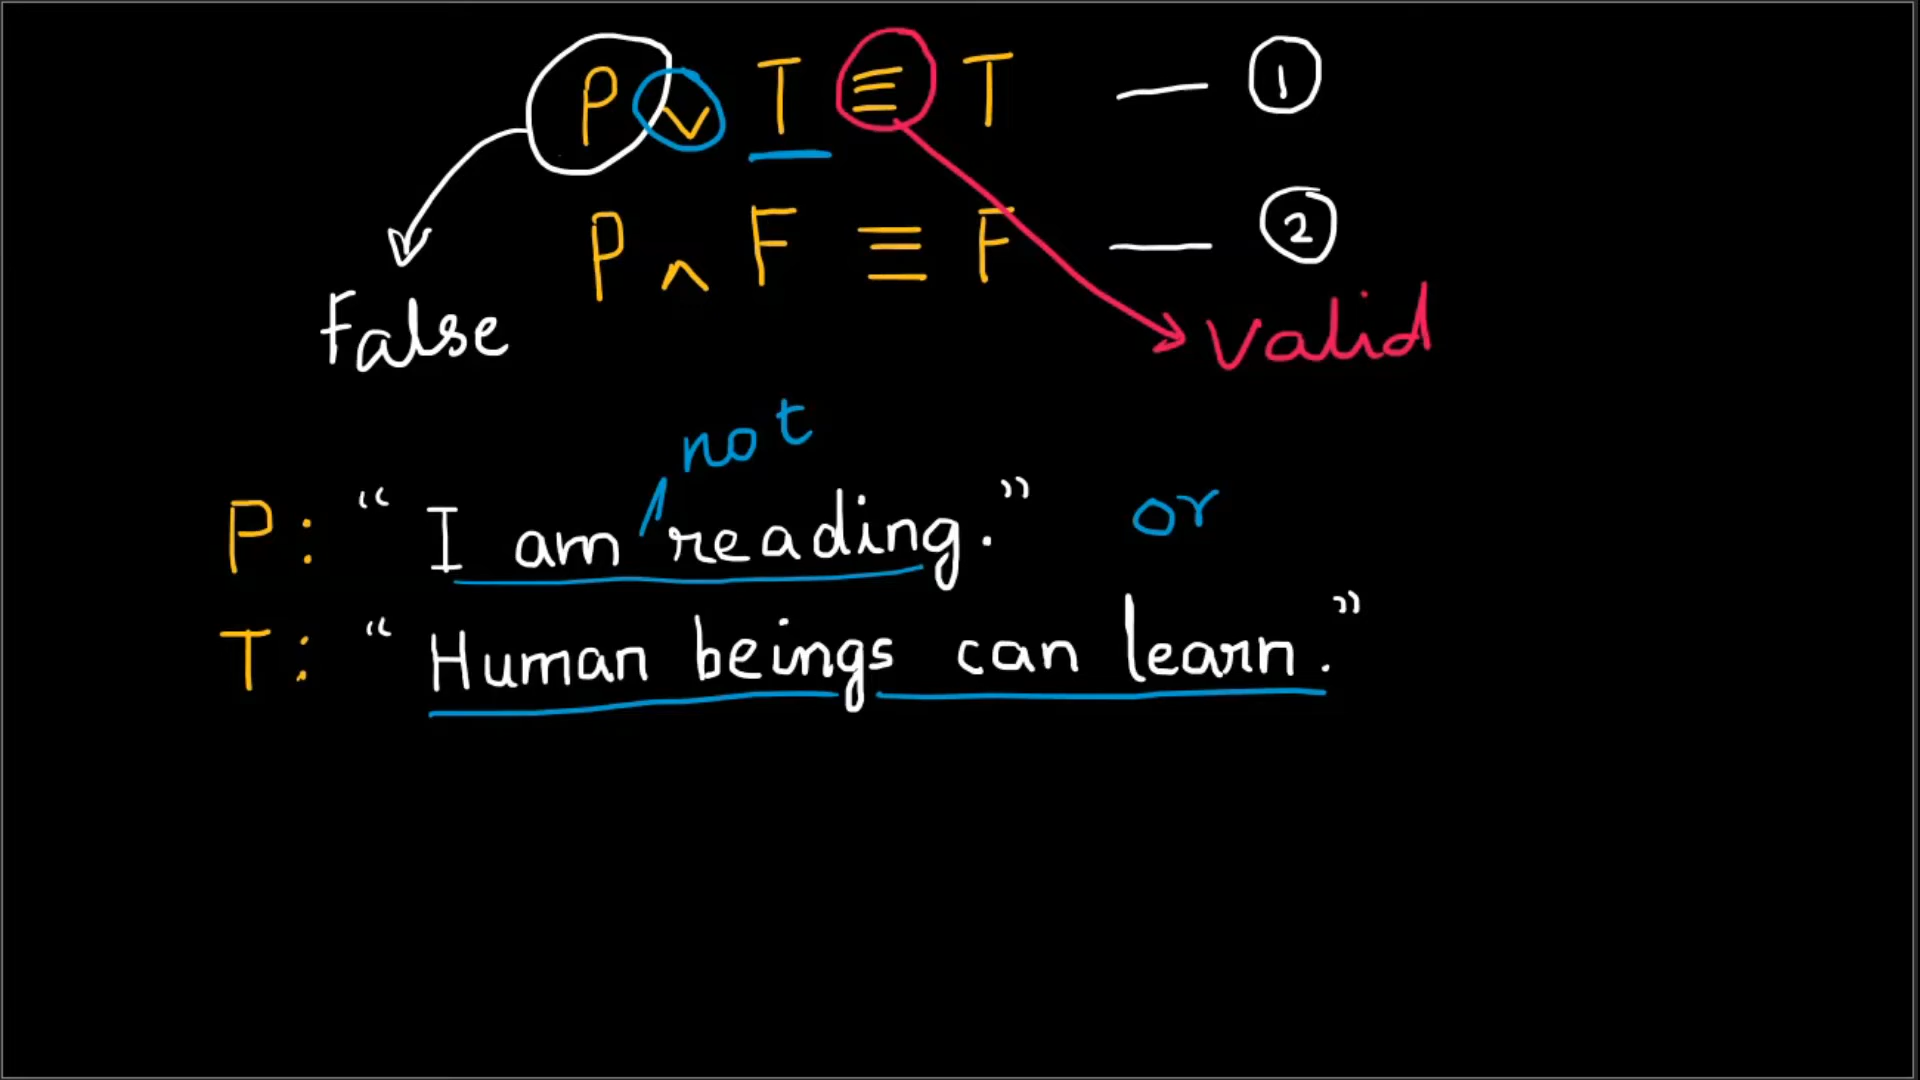 P ∨ T ≡ T — ①
P ∧ F ≡ F — ②
False
valid
not
P: “ I am reading.” or
T: “ Human beings can learn.”